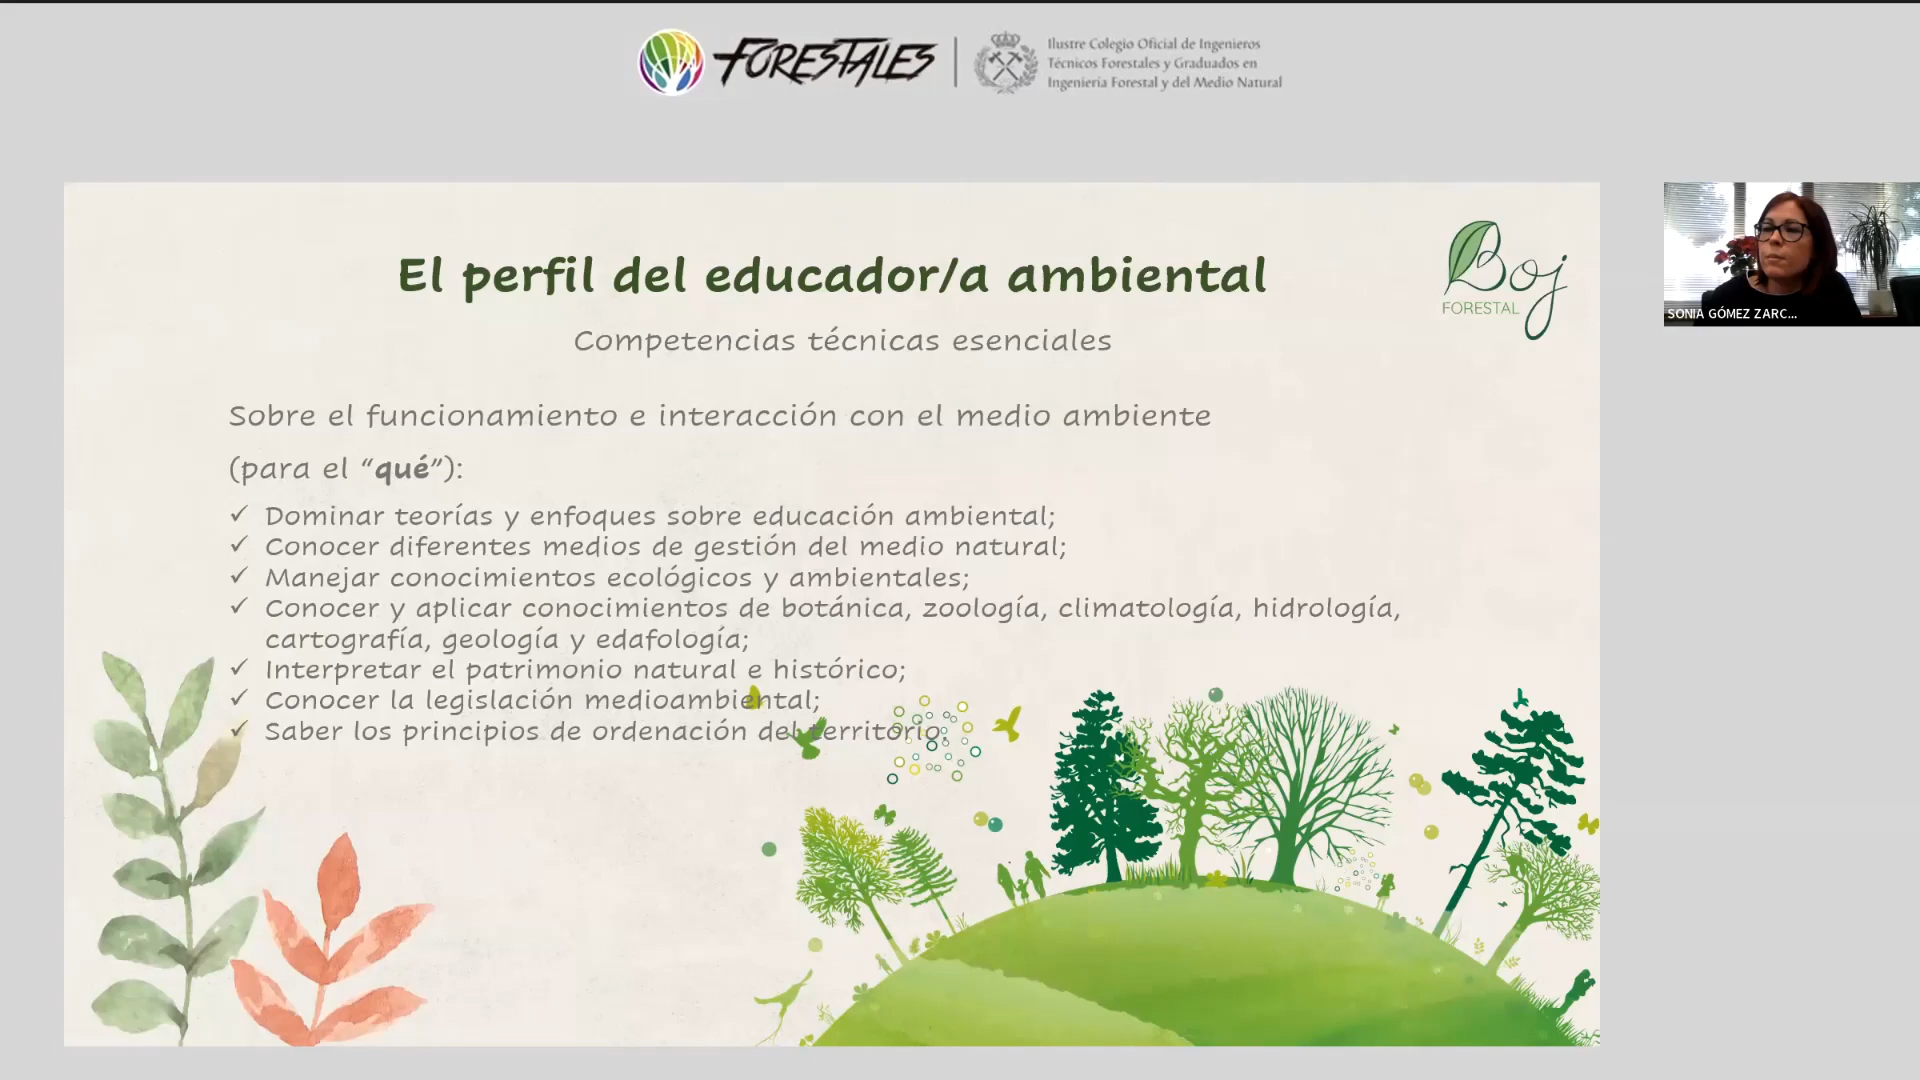 FORESTALES
Ilustre Colegio Oficial de Ingenieros
Técnicos Forestales y Graduados en
Ingeniería Forestal y del Medio Natural
El perfil del educador/a ambiental
Boj
FORESTAL
SONIA GÓMEZ ZARC...
Competencias técnicas esenciales
Sobre el funcionamiento e interacción con el medio ambiente
(para el “qué”):
✓ Dominar teorías y enfoques sobre educación ambiental;
✓ Conocer diferentes medios de gestión del medio natural;
✓ Manejar conocimientos ecológicos y ambientales;
✓ Conocer y aplicar conocimientos de botánica, zoología, climatología, hidrología,
cartografía, geología y edafología;
✓ Interpretar el patrimonio natural e histórico;
✓ Conocer la legislación medioambiental;
✓ Saber los principios de ordenación del territorio.